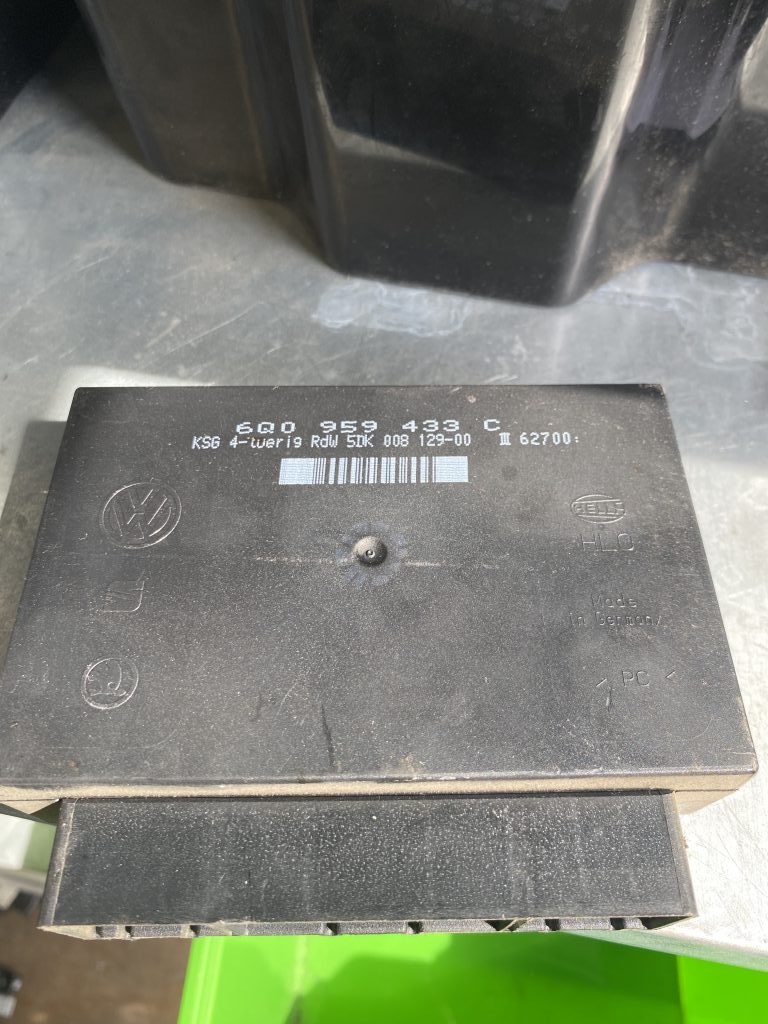 6Q0 959 433 C
KSG 4-tuerig RdW 5DK 008 129-00 III 62700:
HELLA
HLO
Made
in Germany
> PC <